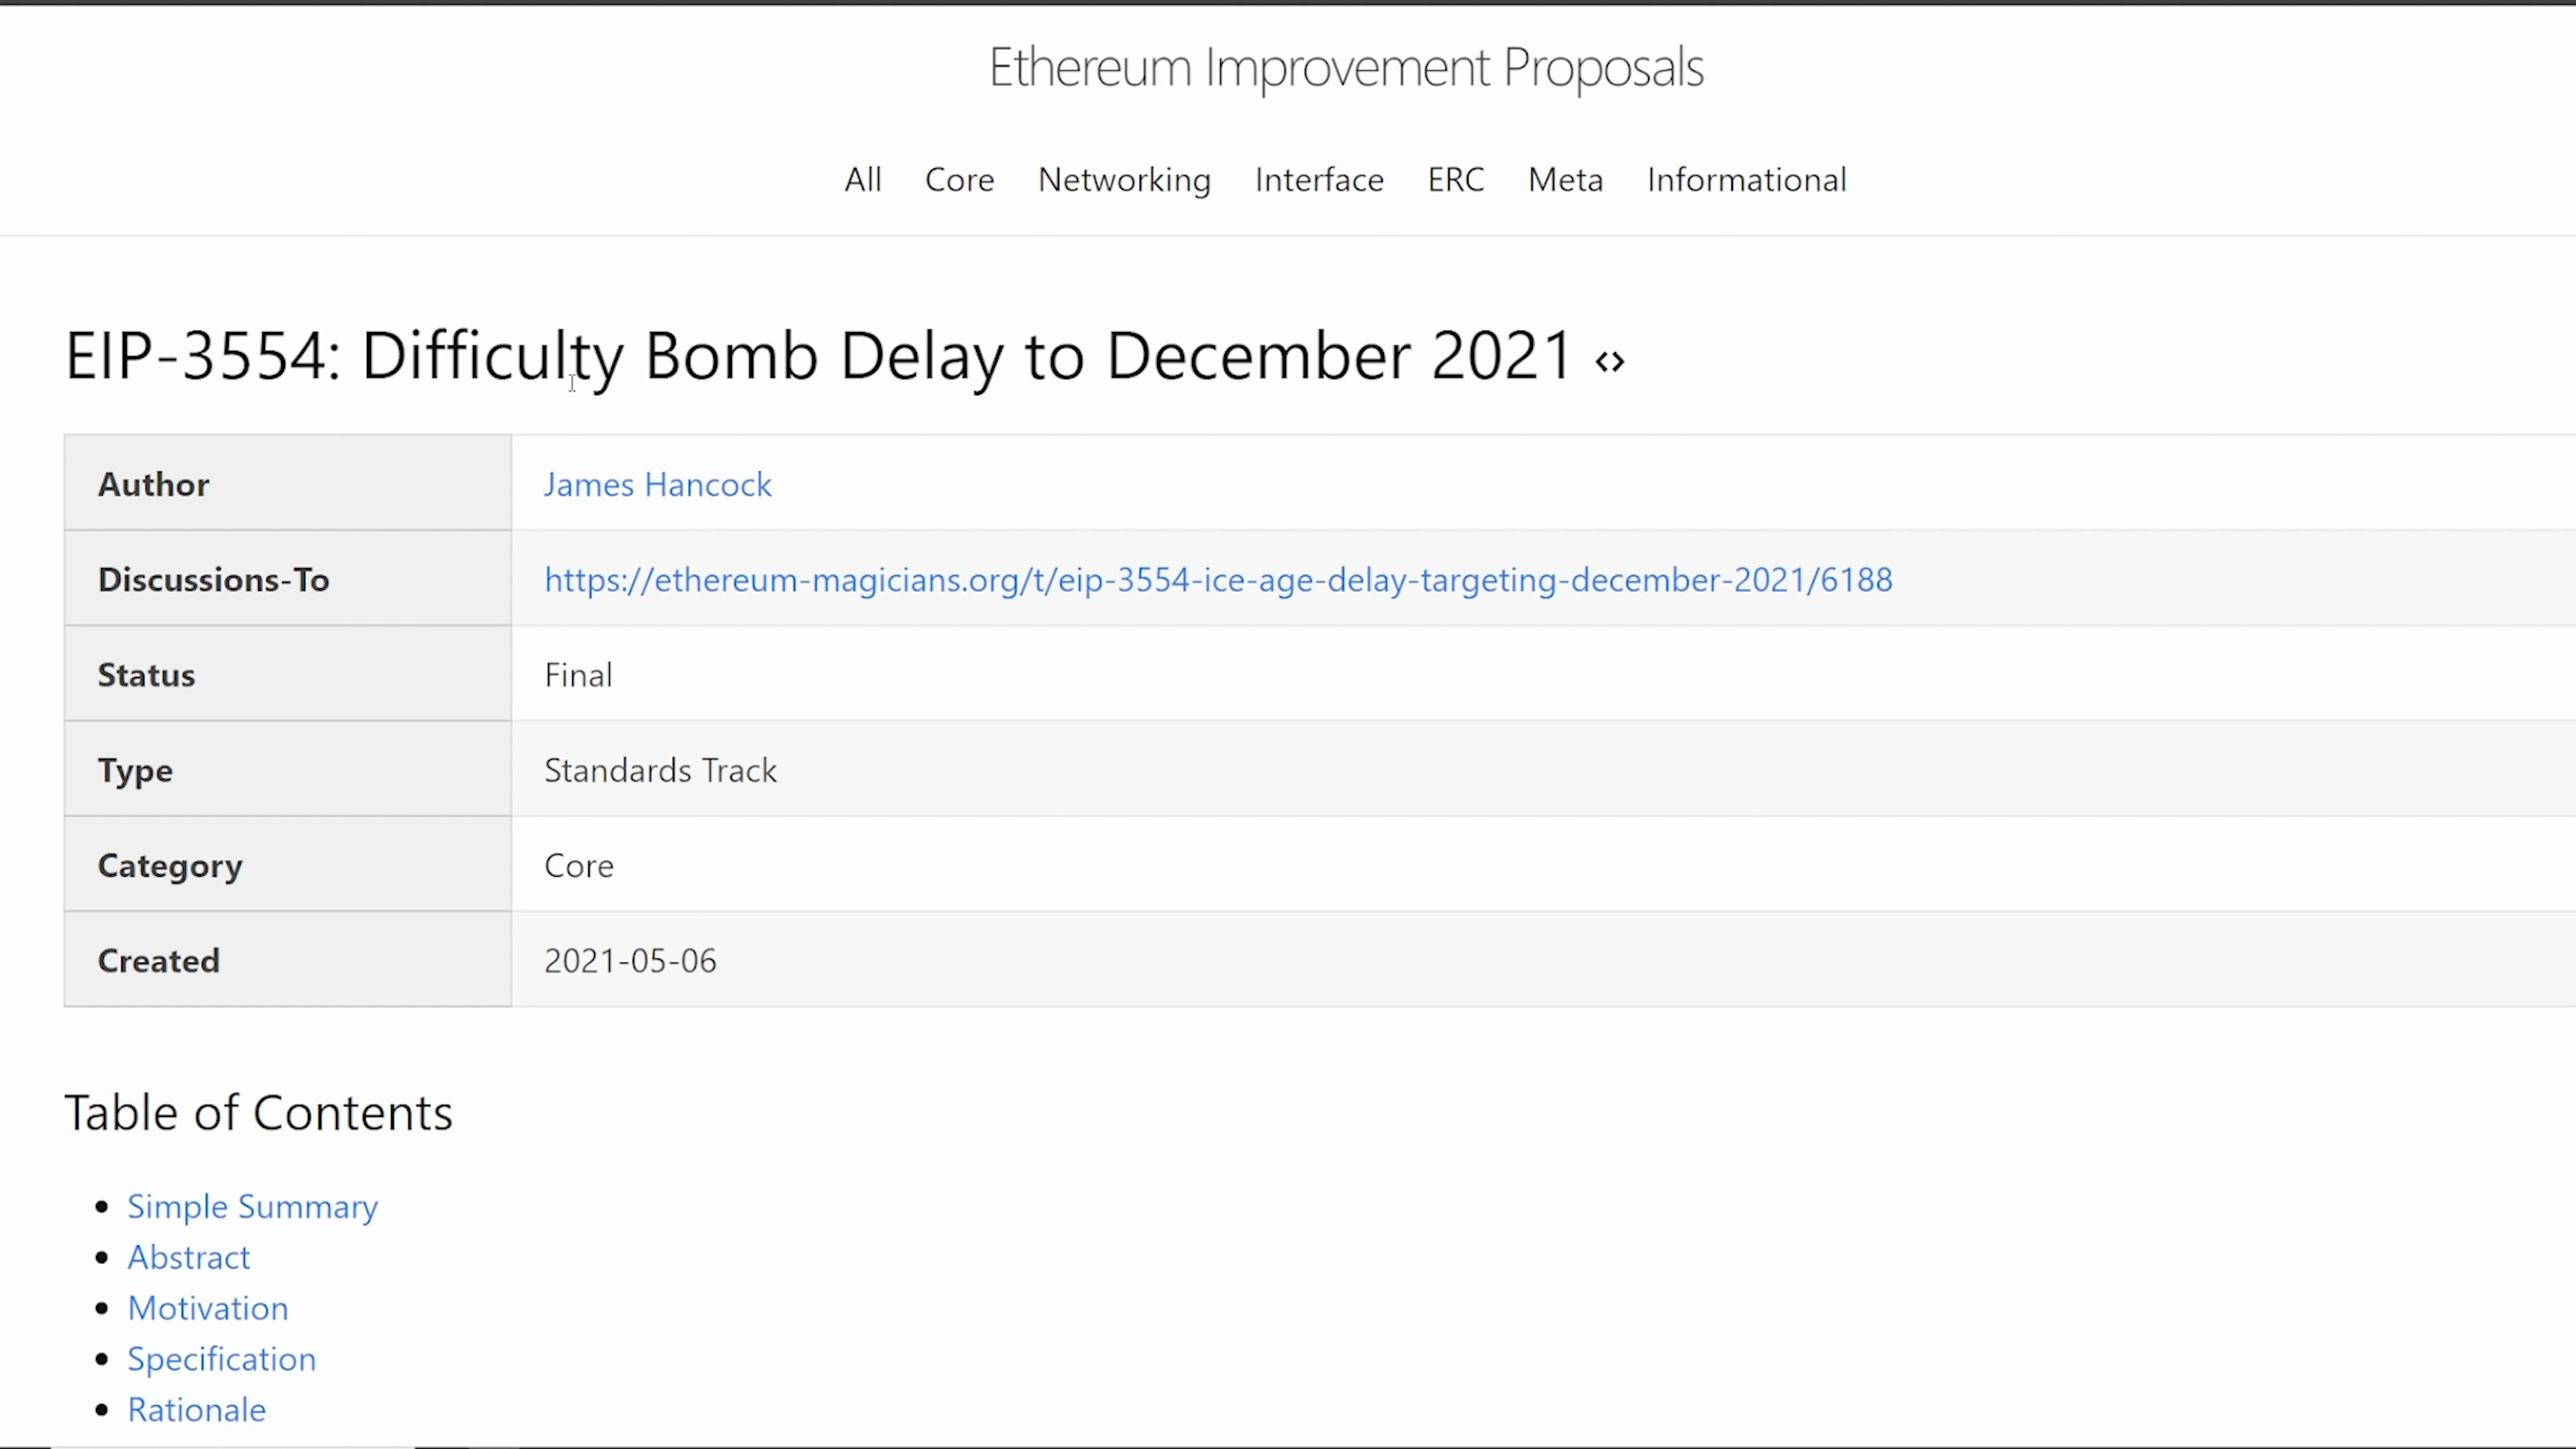 Ethereum Improvement Proposals
All Core Networking Interface ERC Meta Informational
EIP-3554: Difficulty Bomb Delay to December 2021 <>
Author James Hancock
Discussions-To https://ethereum-magicians.org/t/eip-3554-ice-age-delay-targeting-december-2021/6188
Status Final
Type Standards Track
Category Core
Created 2021-05-06
Table of Contents
• Simple Summary
• Abstract
• Motivation
• Specification
• Rationale